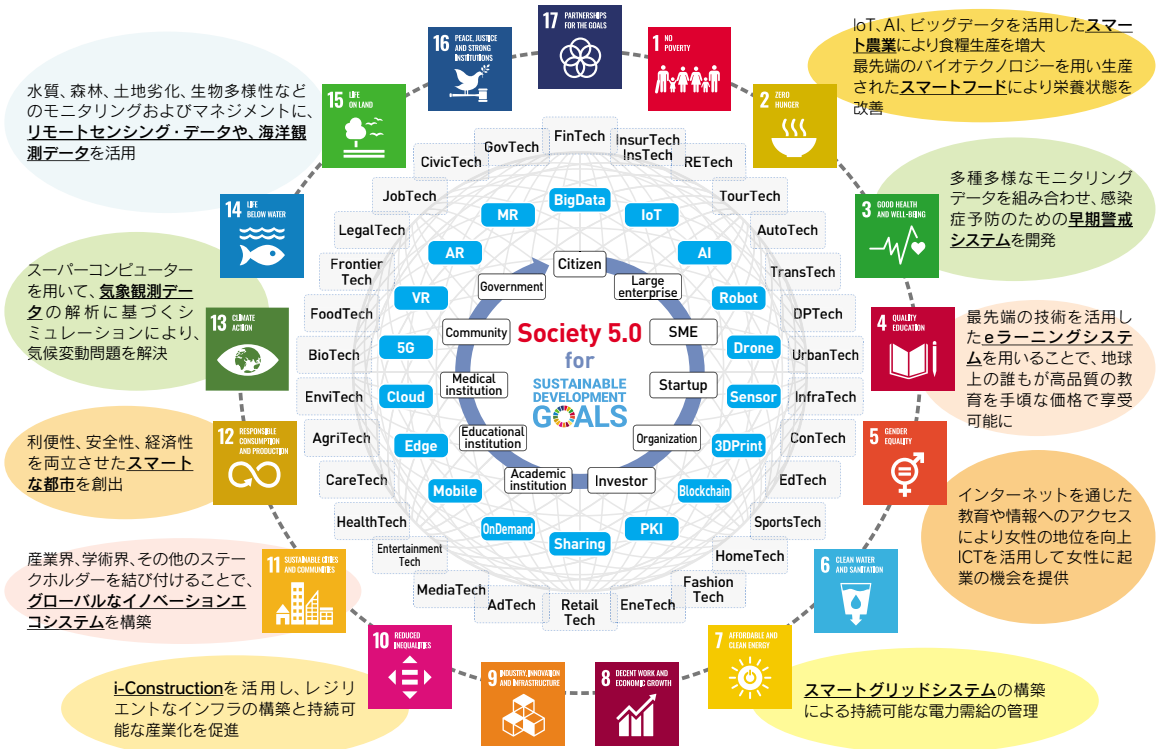 17 PARTNERSHIPS
FOR THE GOALS
16 PEACE, JUSTICE
AND STRONG
INSTITUTIONS
1 NO
POVERTY
IoT、AI、ビッグデータを活用したスマー
ト農業により食糧生産を増大
最先端のバイオテクノロジーを用い生産
されたスマートフードにより栄養状態を
改善
水質、森林、土地劣化、生物多様性など
のモニタリングおよびマネジメントに、
リモートセンシング・データや、海洋観
測データを活用
15 LIFE
ON LAND
2 ZERO
HUNGER
多種多様なモニタリング
データを組み合わせ、感染
症予防のための早期警戒
システムを開発
14 LIFE
BELOW WATER
3 GOOD HEALTH
AND WELL-BEING
スーパーコンピューター
を用いて、気象観測デー
タの解析に基づくシ
ミュレーションにより、
気候変動問題を解決
13 CLIMATE
ACTION
4 QUALITY
EDUCATION
最先端の技術を活用し
たeラーニングシステ
ムを用いることで、地球
上の誰もが高品質の教
育を手頃な価格で享受
可能に
利便性、安全性、経済性
を両立させたスマート
な都市を創出
12 RESPONSIBLE
CONSUMPTION
AND PRODUCTION
5 GENDER
EQUALITY
インターネットを通じた
教育や情報へのアクセス
により女性の地位を向上
ICTを活用して女性に起
業の機会を提供
産業界、学術界、その他のステー
クホルダーを結び付けることで、
グローバルなイノベーションエ
コシステムを構築
11 SUSTAINABLE CITIES
AND COMMUNITIES
6 CLEAN WATER
AND SANITATION
10 REDUCED
INEQUALITIES
7 AFFORDABLE AND
CLEAN ENERGY
i-Constructionを活用し、レジリ
エントなインフラの構築と持続可
能な産業化を促進
9 INDUSTRY, INNOVATION
AND INFRASTRUCTURE
8 DECENT WORK AND
ECONOMIC GROWTH
スマートグリッドシステムの構築
による持続可能な電力需給の管理
FinTech
InsurTech
InsTech
RETech
TourTech
AutoTech
TransTech
DPTech
UrbanTech
InfraTech
ConTech
EdTech
SportsTech
HomeTech
Fashion
Tech
EneTech
Retail
Tech
AdTech
MediaTech
Entertainment
Tech
HealthTech
CareTech
AgriTech
EnviTech
BioTech
FoodTech
Frontier
Tech
LegalTech
JobTech
CivicTech
GovTech
BigData
IoT
AI
Robot
Drone
Sensor
3DPrint
Blockchain
PKI
Sharing
OnDemand
Mobile
Edge
Cloud
5G
VR
AR
MR
Citizen
Large
enterprise
SME
Startup
Organization
Investor
Academic
institution
Educational
institution
Medical
institution
Community
Government
Society 5.0
for
SUSTAINABLE
DEVELOPMENT
GOALS